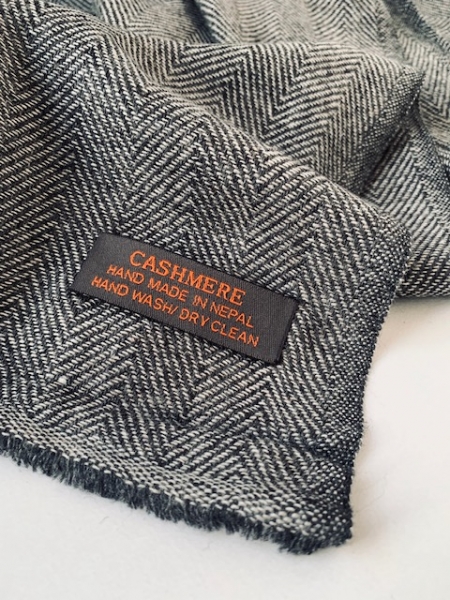 CASHMERE
HAND MADE IN NEPAL
HAND WASH/ DRY CLEAN